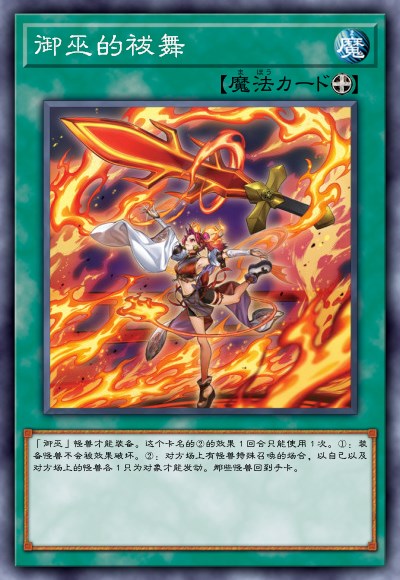 御巫的祓舞
魔
【魔法カード】
まほう
「御巫」怪兽才能装备。这个卡名的②的效果1回合只能使用1次。①：装
备怪兽不会被效果破坏。②：对方场上有怪兽特殊召唤的场合，以自己以及
对方场上的怪兽各1只为对象才能发动。那些怪兽回到手卡。